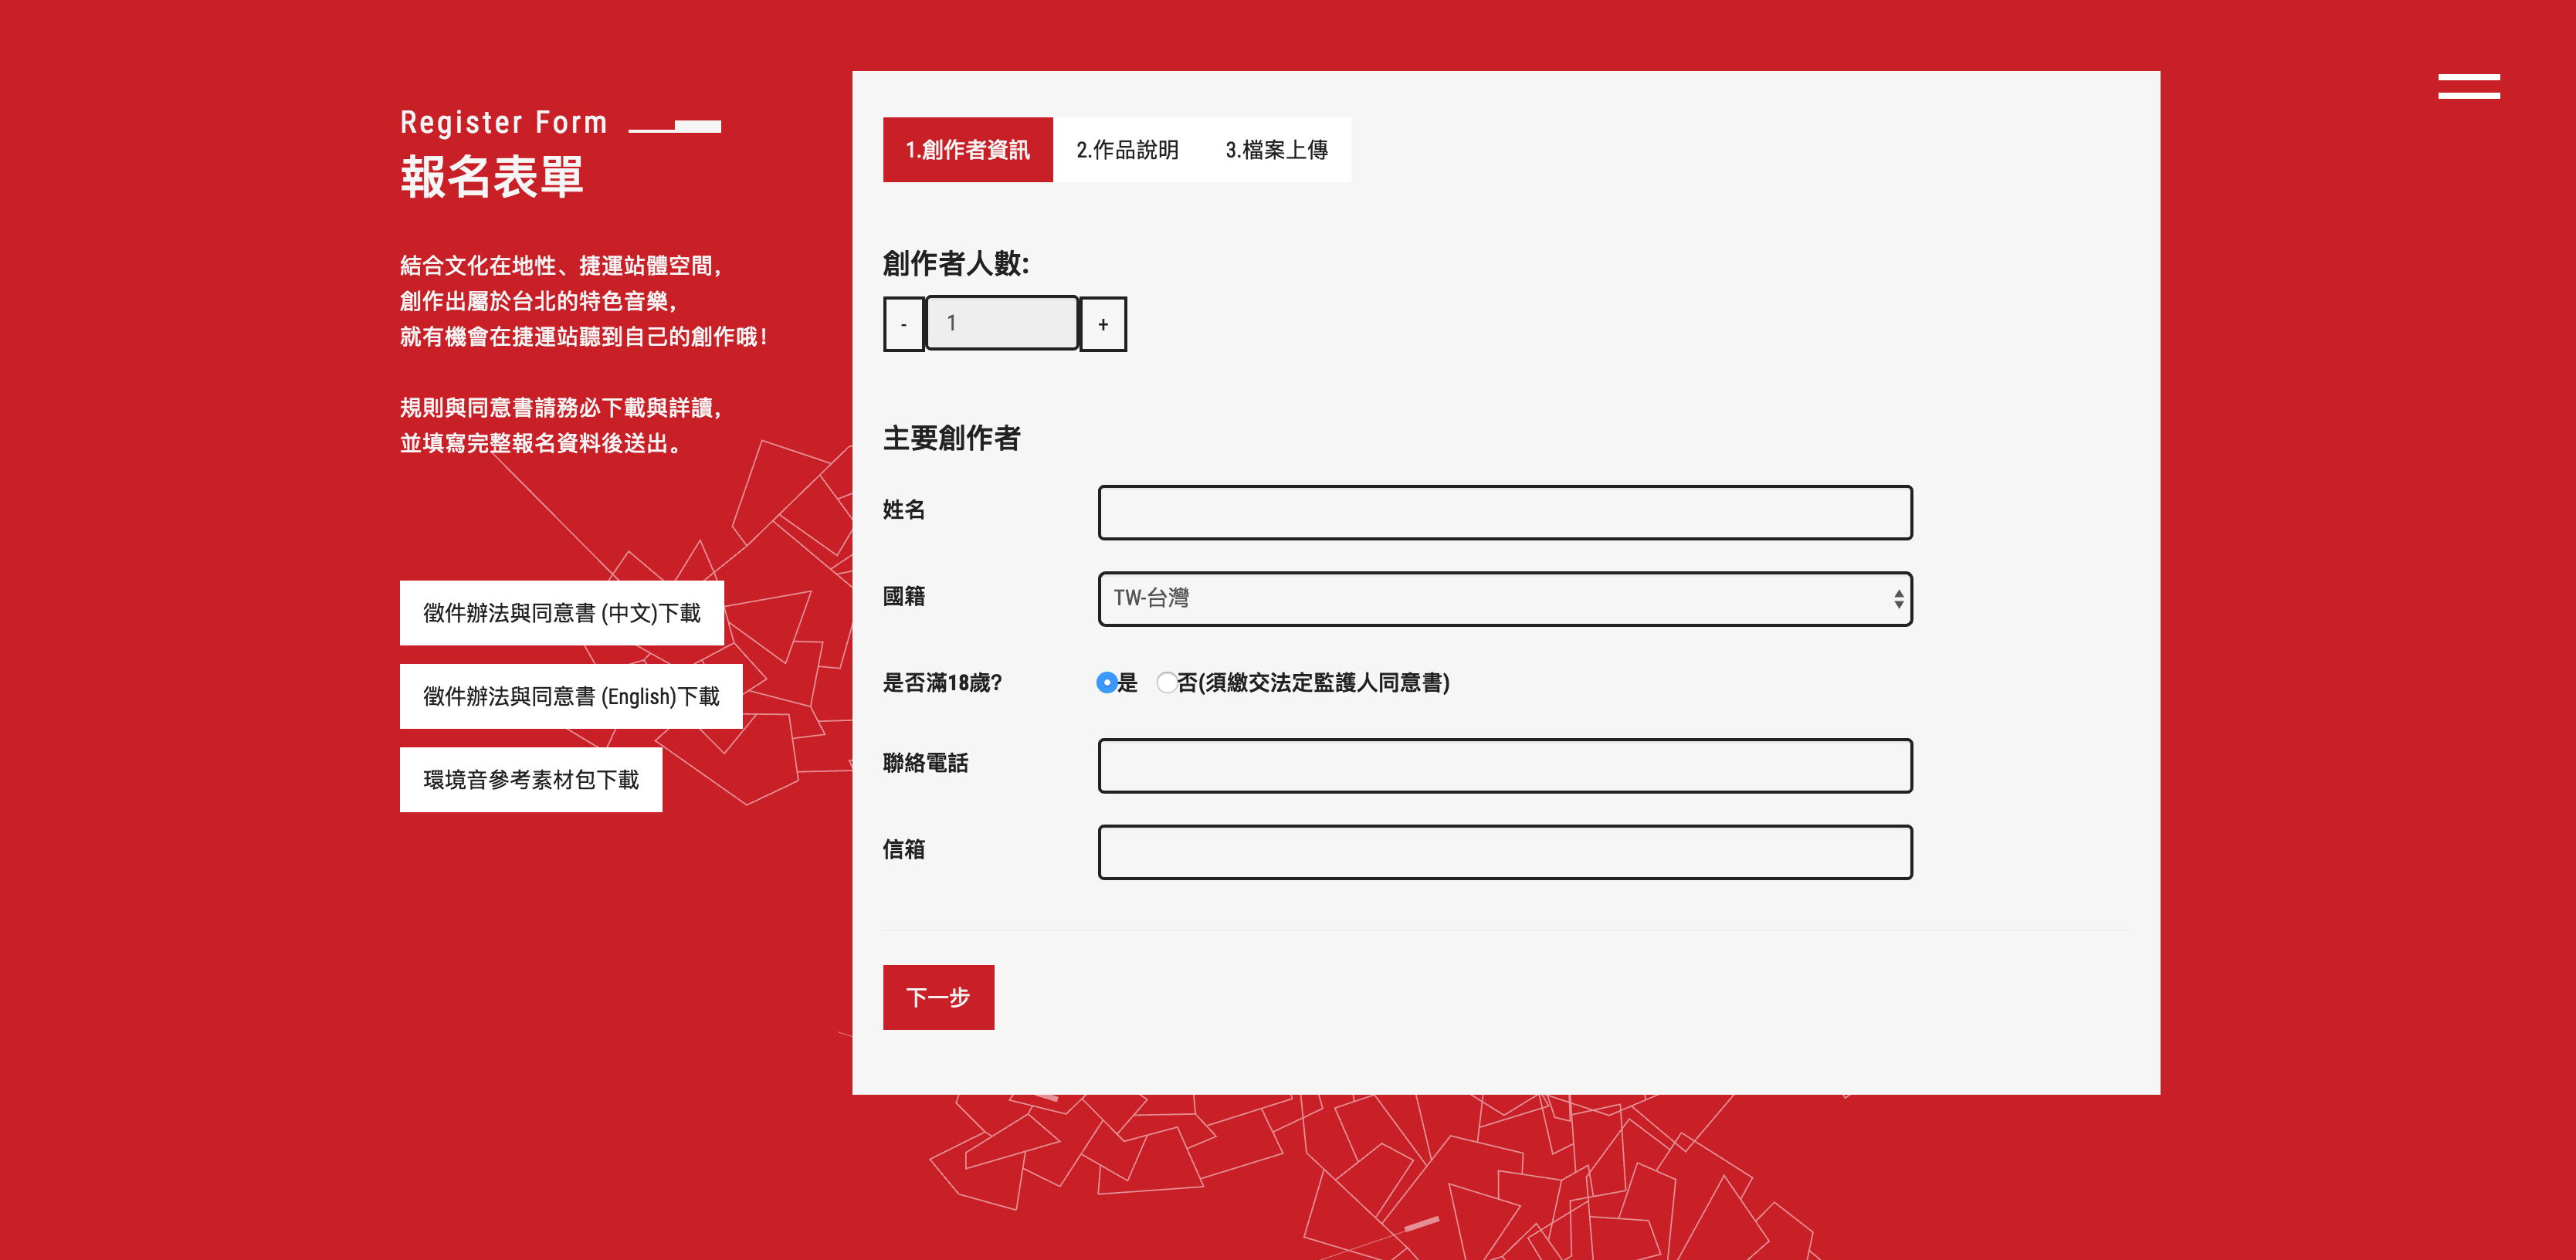 Register Form
報名表單
結合文化在地性、捷運站體空間，
創作出屬於台北的特色音樂，
就有機會在捷運站聽到自己的創作哦！
規則與同意書請務必下載與詳讀，
並填寫完整報名資料後送出。
徵件辦法與同意書 (中文)下載
徵件辦法與同意書 (English)下載
環境音參考素材包下載
1.創作者資訊 2.作品說明 3.檔案上傳
創作者人數:
- 1 +
主要創作者
姓名
國籍 TW-台灣
是否滿18歲? 是 否(須繳交法定監護人同意書)
聯絡電話
信箱
下一步